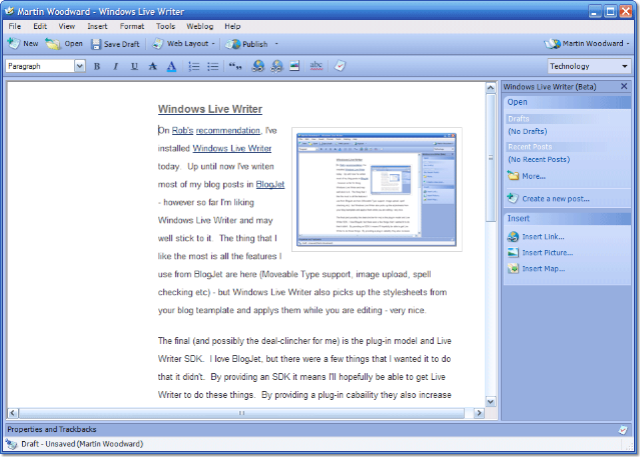 Martin Woodward - Windows Live Writer
File Edit View Insert Format Tools Weblog Help
New Open Save Draft Web Layout Publish Martin Woodward
Paragraph B I U A A abc Technology
Windows Live Writer (Beta)
Open
Drafts
(No Drafts)
Recent Posts
(No Recent Posts)
More...
Create a new post...
Insert
Insert Link...
Insert Picture...
Insert Map...
Windows Live Writer
On Rob's recommendation, I've
installed Windows Live Writer
today. Up until now I've writen
most of my blog posts in BlogJet
- however so far I'm liking
Windows Live Writer and may
well stick to it. The thing that I
like the most is all the features I
use from BlogJet are here (Moveable Type support, image upload, spell
checking etc) - but Windows Live Writer also picks up the stylesheets from
your blog teamplate and applys them while you are editing - very nice.
The final (and possibly the deal-clincher for me) is the plug-in model and Live
Writer SDK. I love BlogJet, but there were a few things that I wanted it to do
that it didn't. By providing an SDK it means I'll hopefully be able to get Live
Writer to do these things. By providing a plug-in cabaility they also increase
Properties and Trackbacks
Draft - Unsaved (Martin Woodward)